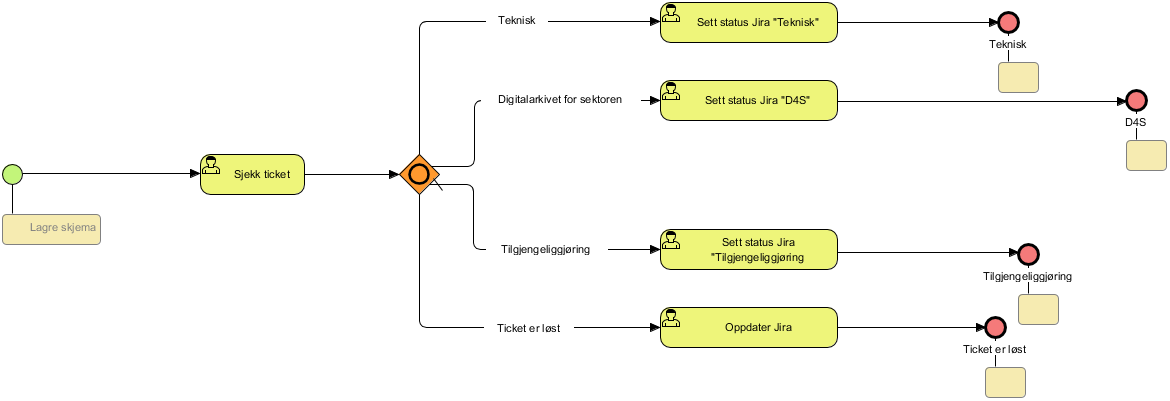 Teknisk
Sett status Jira "Teknisk"
Teknisk
Digitalarkivet for sektoren
Sett status Jira "D4S"
D4S
Sjekk ticket
Lagre skjema
Tilgjengeliggjøring
Sett status Jira
"Tilgjengeliggjøring
Tilgjengeliggjøring
Ticket er løst
Oppdater Jira
Ticket er løst